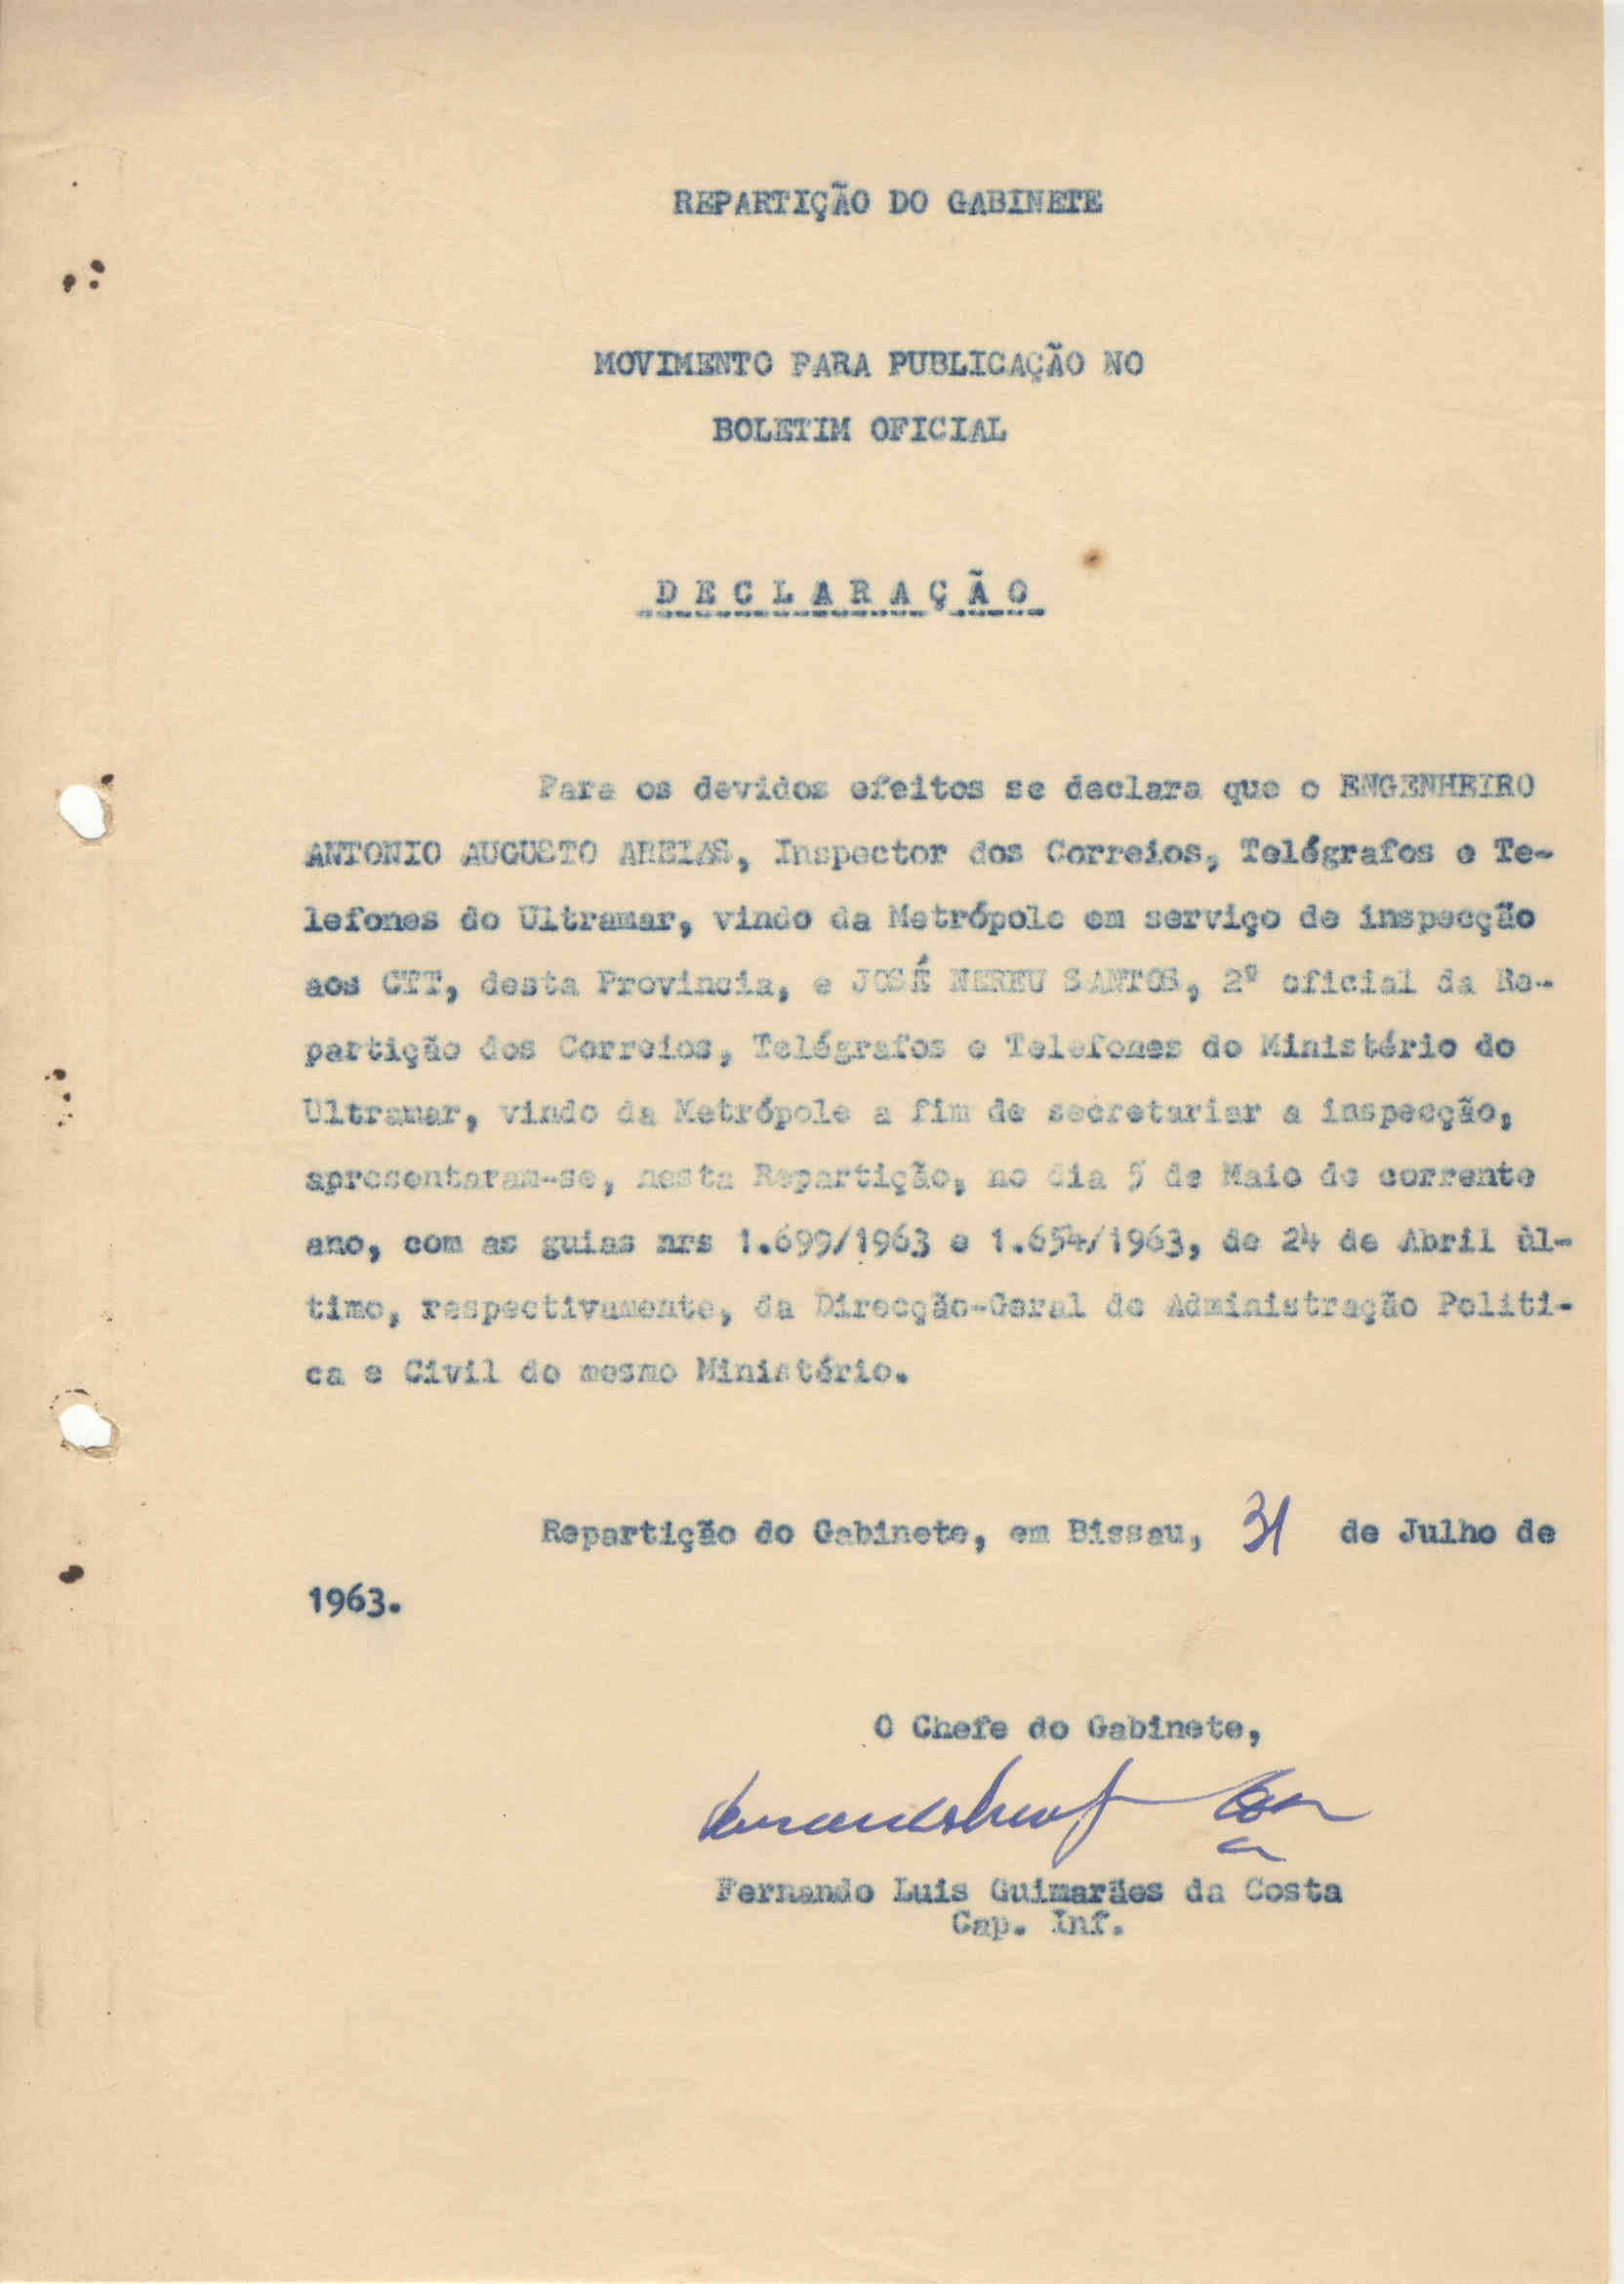 REPARTIÇÃO DO GABINETE
MOVIMENTO PARA PUBLICAÇÃO NO
BOLETIM OFICIAL
D E C L A R A Ç Ã O
Para os devidos efeitos se declara que o ENGENHEIRO
ANTONIO AUGUSTO AREIAS, Inspector dos Correios, Telégrafos e Te-
lefones do Ultramar, vindo da Metrópole em serviço de inspecção
aos CTT, desta Provincia, e JOSÉ NEREU SANTOS, 2º oficial da Re-
partição dos Correios, Telégrafos e Telefones do Ministério do
Ultramar, vindo da Metrópole a fim de secretariar a inspecção,
apresentaram-se, nesta Repartição, no dia 5 de Maio do corrente
ano, com as guias nrs 1.699/1963 e 1.654/1963, de 24 de Abril úl-
timo, respectivamente, da Direcção-Geral de Administração Politi-
ca e Civil do mesmo Ministério.
Repartição do Gabinete, em Bissau, 31 de Julho de
1963.
O Chefe do Gabinete,
Fernando Luis Guimarães da Costa
Cap. Inf.